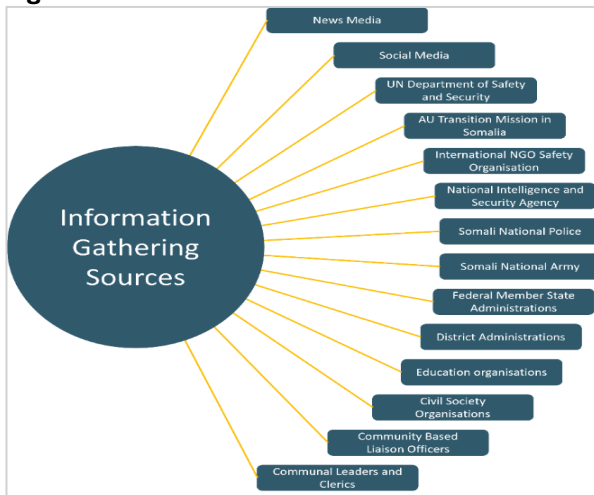 News Media
Social Media
UN Department of Safety
and Security
AU Transition Mission in
Somalia
International NGO Safety
Organisation
National Intelligence and
Security Agency
Somali National Police
Somali National Army
Federal Member State
Administrations
District Administrations
Education organisations
Civil Society
Organisations
Community Based
Liaison Officers
Communal Leaders and
Clerics
Information
Gathering
Sources